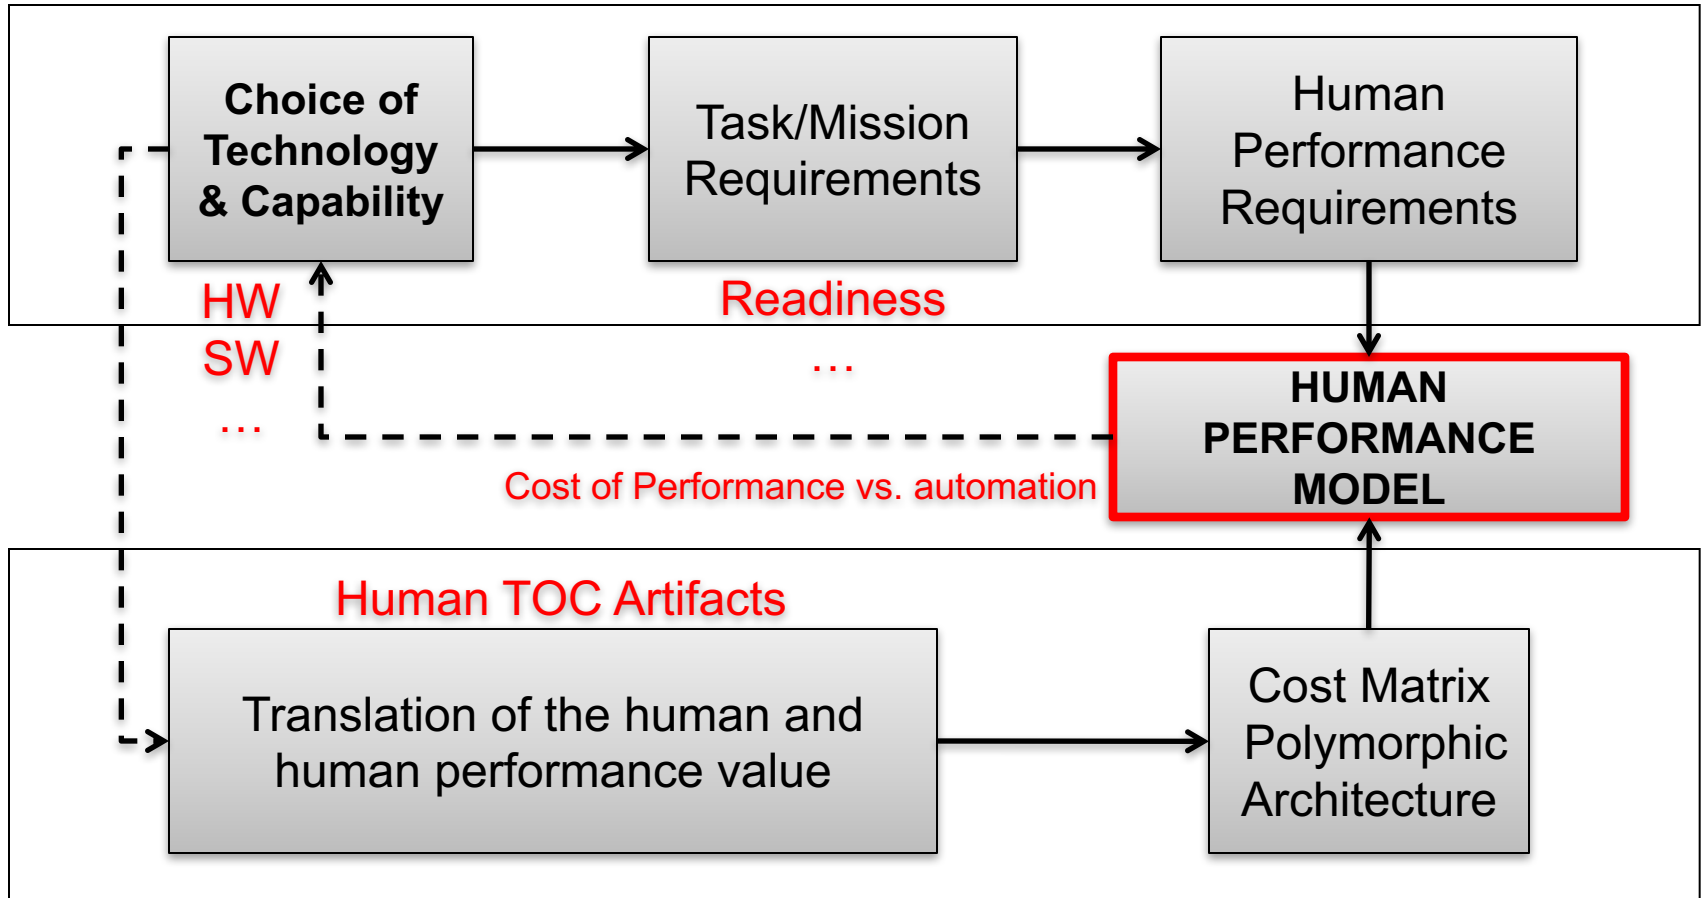 Choice of
Technology
& Capability
Task/Mission
Requirements
Human
Performance
Requirements
HW
SW
…
Readiness
…
HUMAN
PERFORMANCE
MODEL
Cost of Performance vs. automation
Human TOC Artifacts
Translation of the human and
human performance value
Cost Matrix
Polymorphic
Architecture